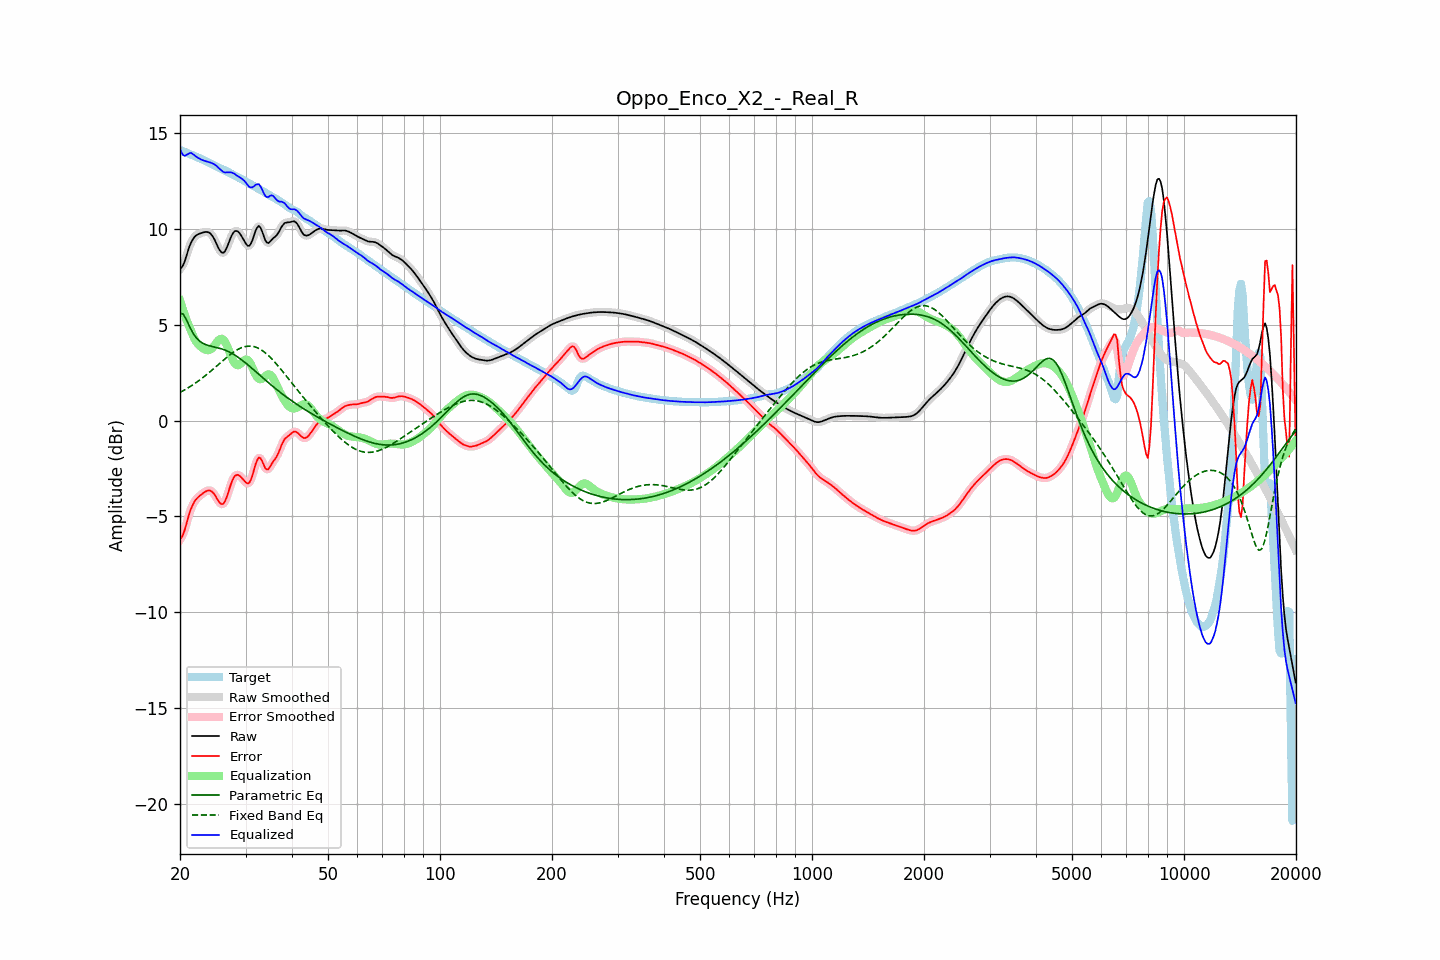 Oppo_Enco_X2_-_Real_R
Amplitude (dBr)
15
10
5
0
−5
−10
−15
−20
Target
Raw Smoothed
Error Smoothed
Raw
Error
Equalization
Parametric Eq
Fixed Band Eq
Equalized
20 50 100 200 500 1000 2000 5000 10000 20000
Frequency (Hz)